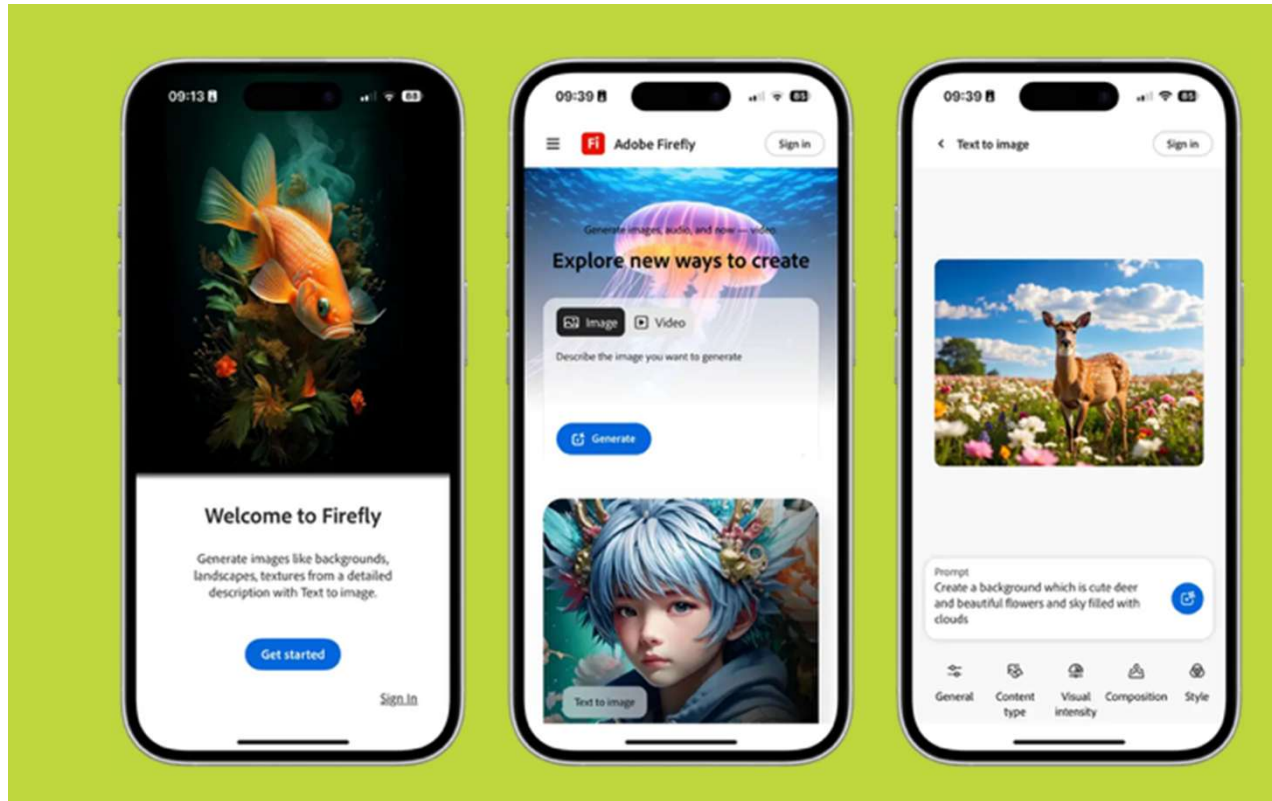 09:13
88
Welcome to Firefly
Generate images like backgrounds,
landscapes, textures from a detailed
description with Text to image.
Get started
Sign In
09:39
85
Fi
Adobe Firefly
Sign in
Generate images, audio, and now — video
Explore new ways to create
Image
Video
Describe the image you want to generate
Generate
Text to image
09:39
85
Text to image
Sign in
Prompt
Create a background which is cute deer
and beautiful flowers and sky filled with
clouds
General
Content
type
Visual
intensity
Composition
Style